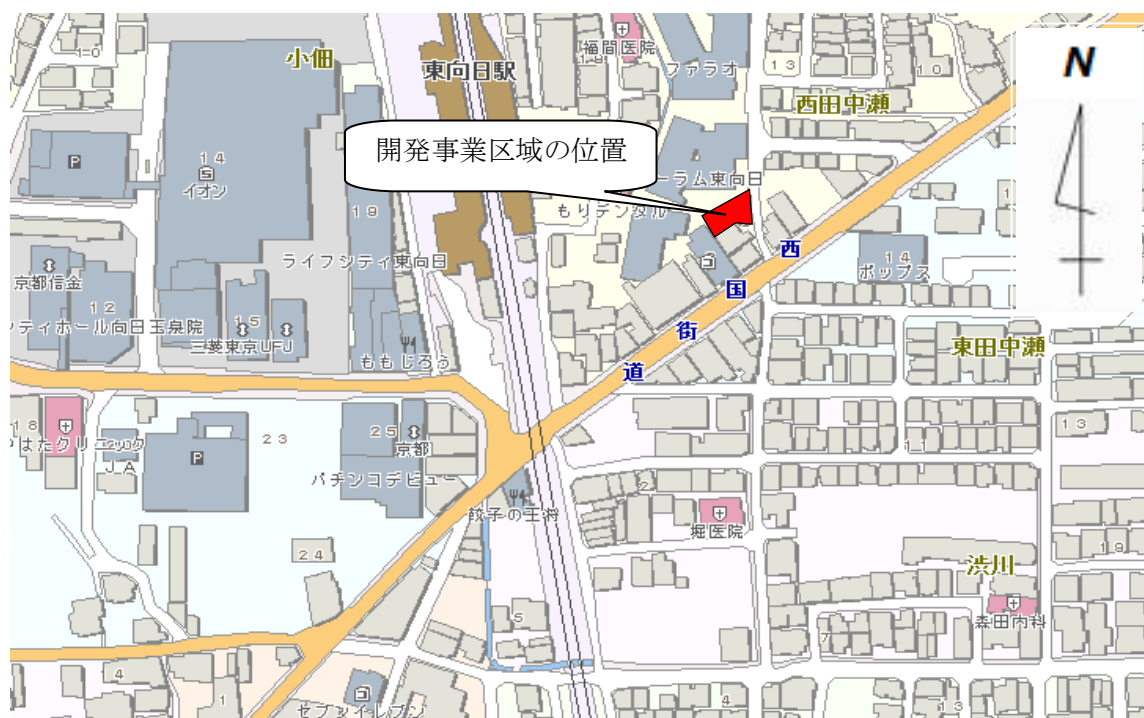 福間医院
18
10
小佃
ファラオ
13
10
東向日駅
N
西田中瀬
P
14
S
イオン
開発事業区域の位置
19
ーラム東向日
もりデンタル
西
京都信金
ライフシティ東向日
14
ポップス
国
12
ンティホール向日玉泉院
15
三菱東京UFJ
街
東田中瀬
ももじろう
道
18
23
25
京都
13
はたクリニック
JA
P
11
パチンコデビュー
2
餃子の王将
堀医院
24
渋川
19
5
森田内科
7
4
1
セブンイレブン
4
13